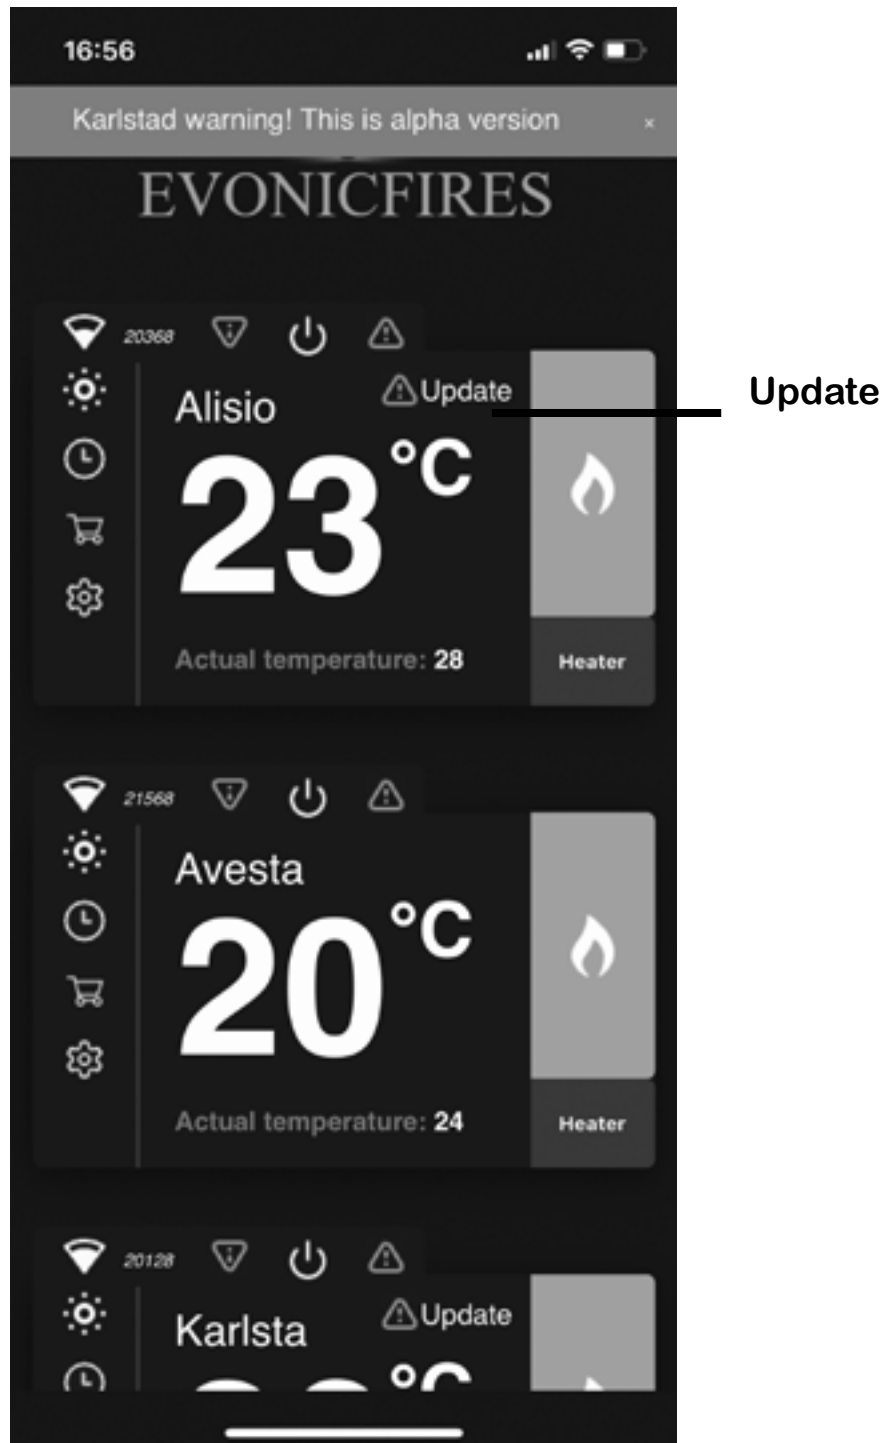 16:56
Karlstad warning! This is alpha version ×
EVONICFIRES
20368
Alisio
Update
Update
23°C
Actual temperature: 28
Heater
21568
Avesta
20°C
Actual temperature: 24
Heater
20128
Karlsta
Update
°C